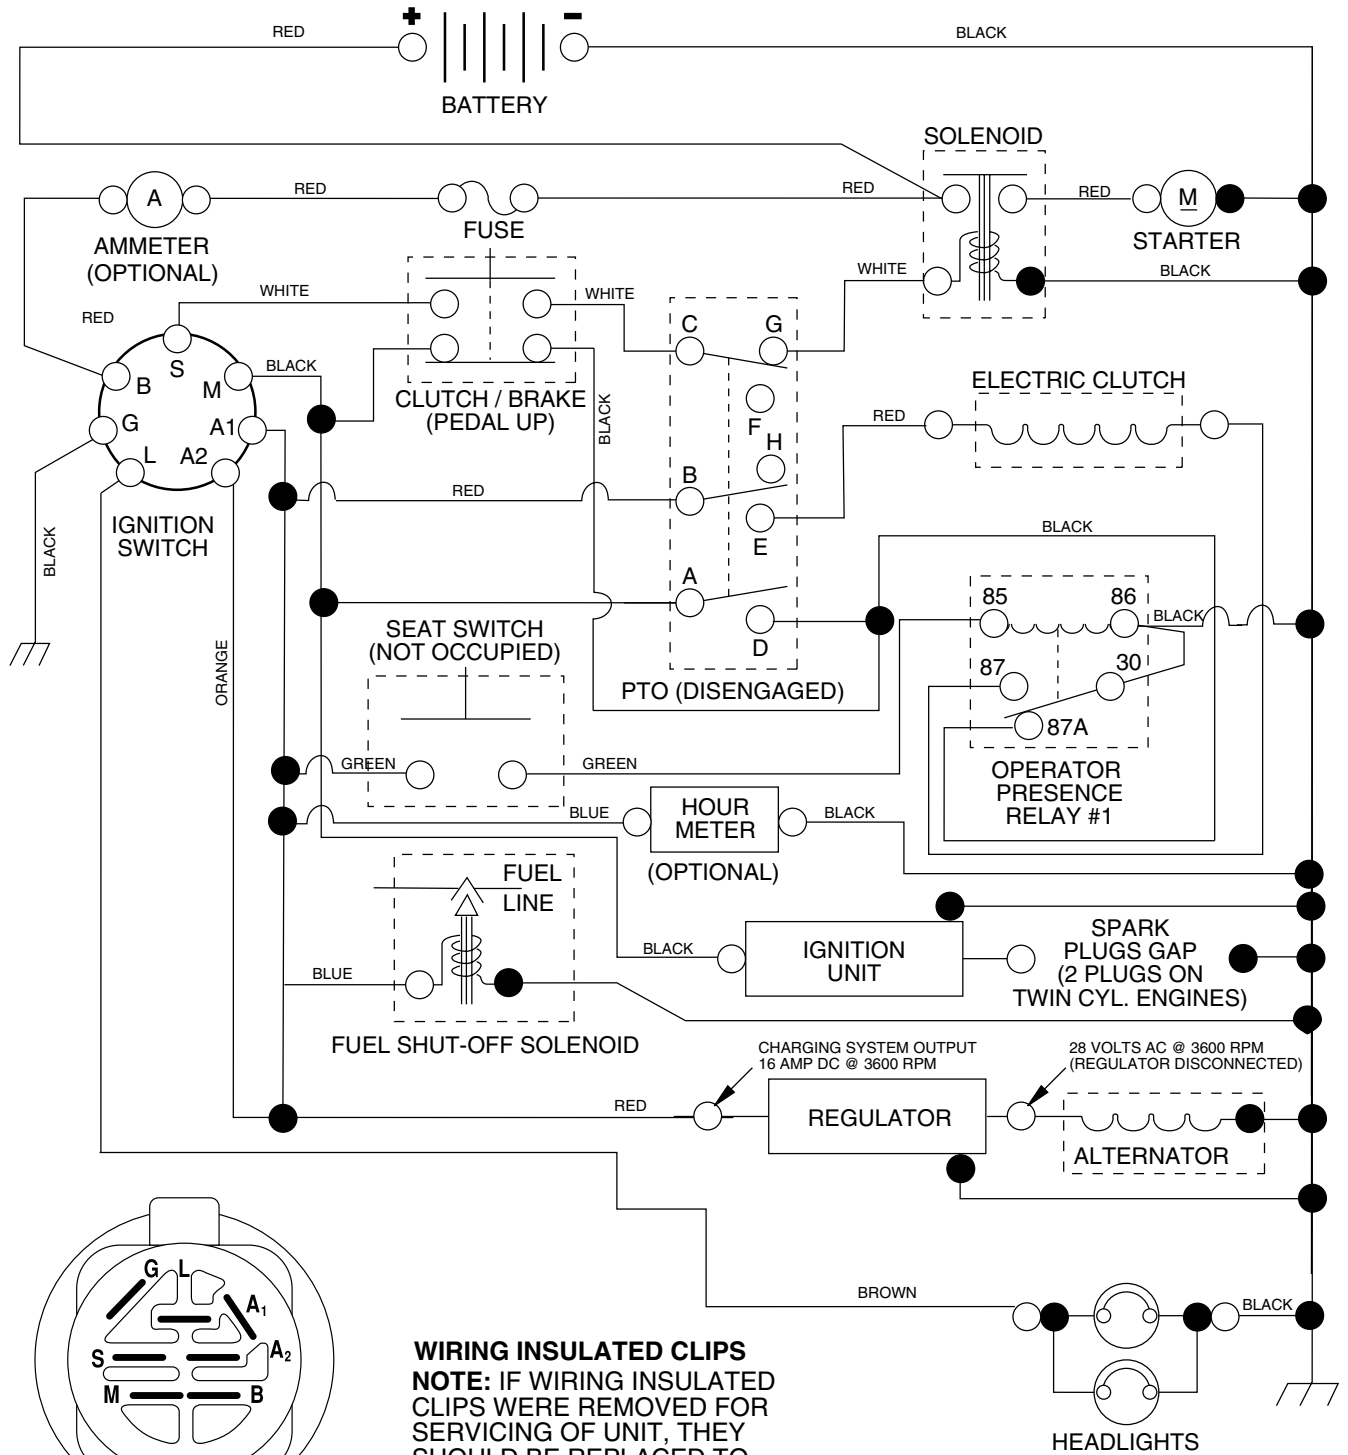 + −
RED
BLACK
BATTERY
SOLENOID
A
RED
RED
RED
M
FUSE
STARTER
AMMETER
(OPTIONAL)
WHITE
BLACK
WHITE
WHITE
RED
C G
S
B
M
BLACK
CLUTCH / BRAKE
(PEDAL UP)
BLACK
ELECTRIC CLUTCH
RED
F
G
A1
H
L
A2
B
RED
IGNITION
SWITCH
BLACK
E
BLACK
A
85 86
BLACK
SEAT SWITCH
(NOT OCCUPIED)
D
ORANGE
87 30
PTO (DISENGAGED)
87A
GREEN
GREEN
OPERATOR
PRESENCE
RELAY #1
BLUE
HOUR
METER
BLACK
(OPTIONAL)
FUEL
LINE
BLACK
IGNITION
UNIT
SPARK
PLUGS GAP
(2 PLUGS ON
TWIN CYL. ENGINES)
BLUE
FUEL SHUT-OFF SOLENOID
CHARGING SYSTEM OUTPUT
16 AMP DC @ 3600 RPM
28 VOLTS AC @ 3600 RPM
(REGULATOR DISCONNECTED)
RED
REGULATOR
ALTERNATOR
G L
A1
S
A2
M
B
BROWN
BLACK
HEADLIGHTS
WIRING INSULATED CLIPS
NOTE: IF WIRING INSULATED
CLIPS WERE REMOVED FOR
SERVICING OF UNIT, THEY
SHOULD BE REPLACED TO